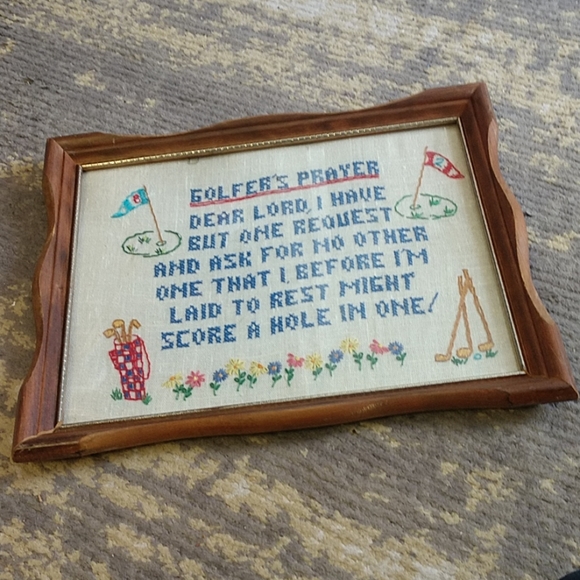 GOLFER'S PRAYER
DEAR LORD, I HAVE
BUT ONE REQUEST
AND ASK FOR NO OTHER
ONE THAT I, BEFORE I'M
LAID TO REST MIGHT
SCORE A HOLE IN ONE!